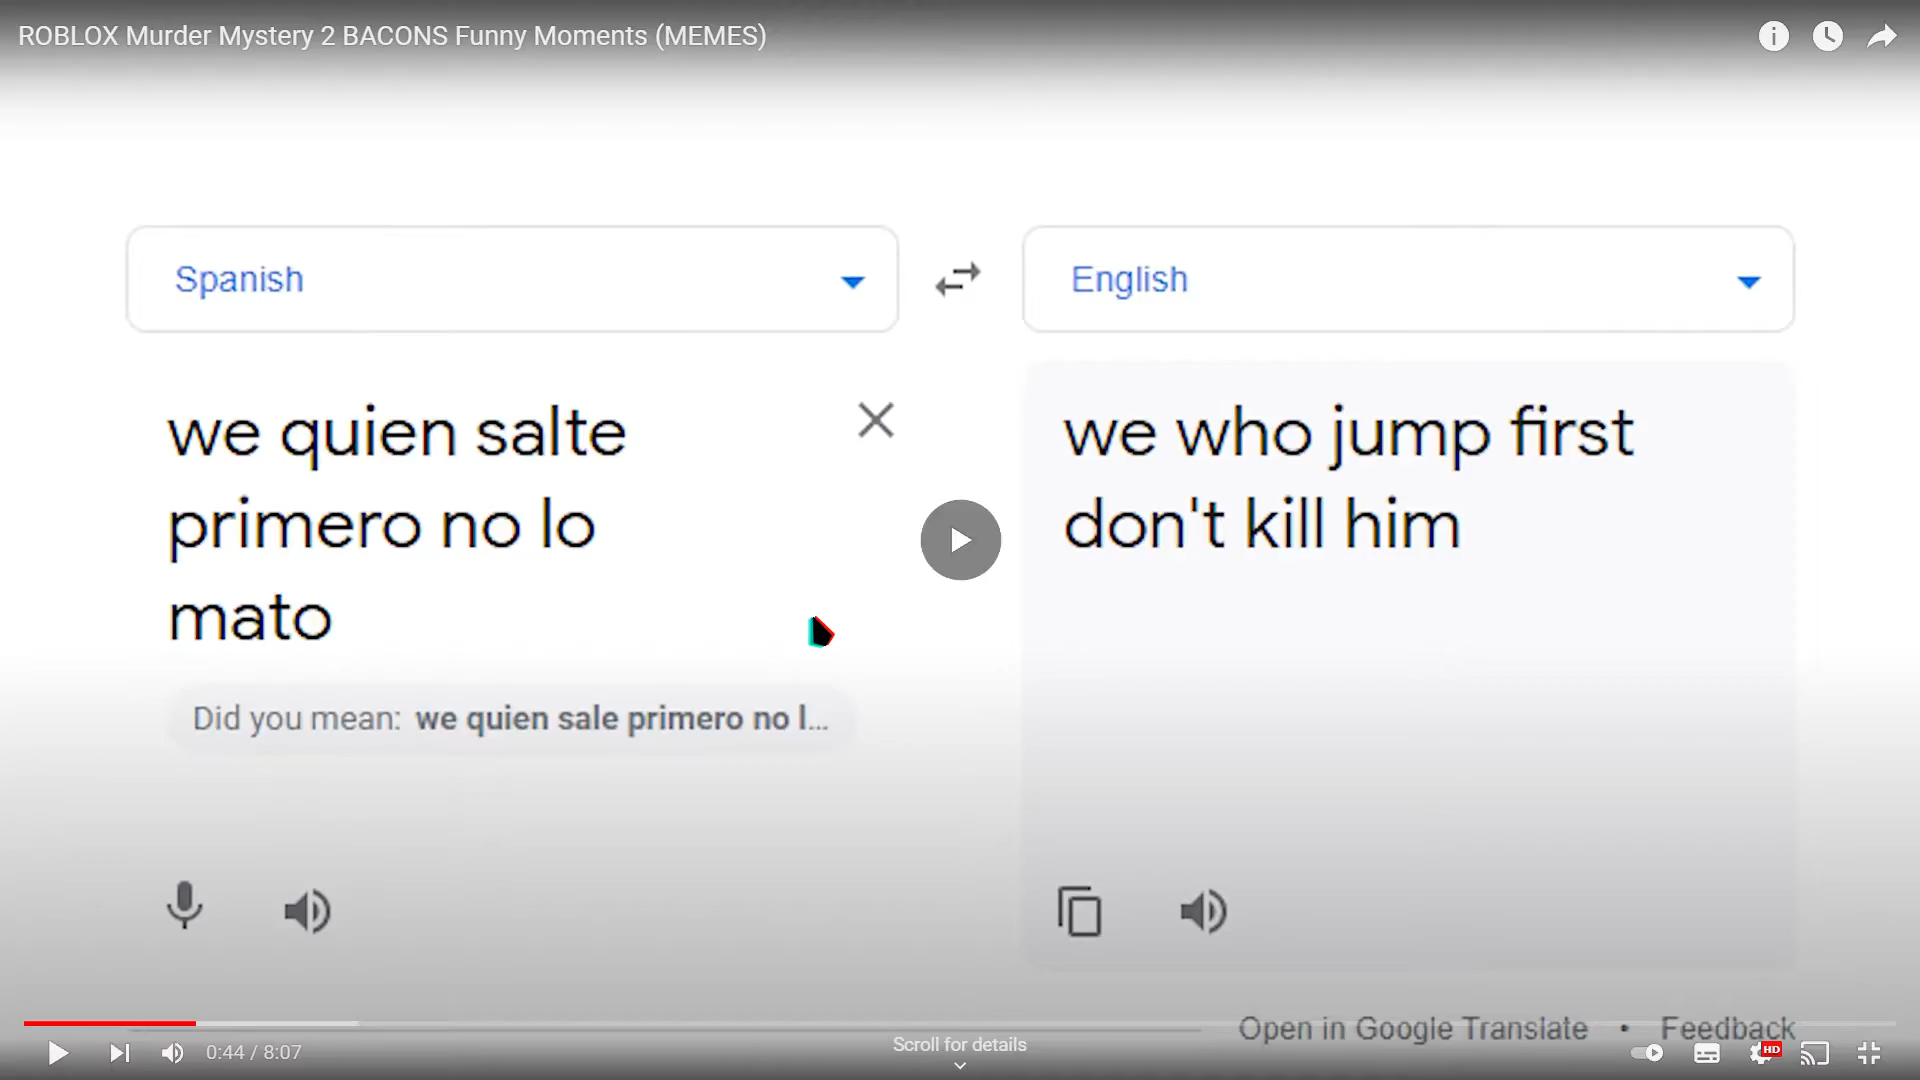 ROBLOX Murder Mystery 2 BACONS Funny Moments (MEMES)
Spanish
English
we quien salte
primero no lo
mato
Did you mean: we quien sale primero no l...
we who jump first
don't kill him
Open in Google Translate • Feedback
Scroll for details
0:44 / 8:07
HD